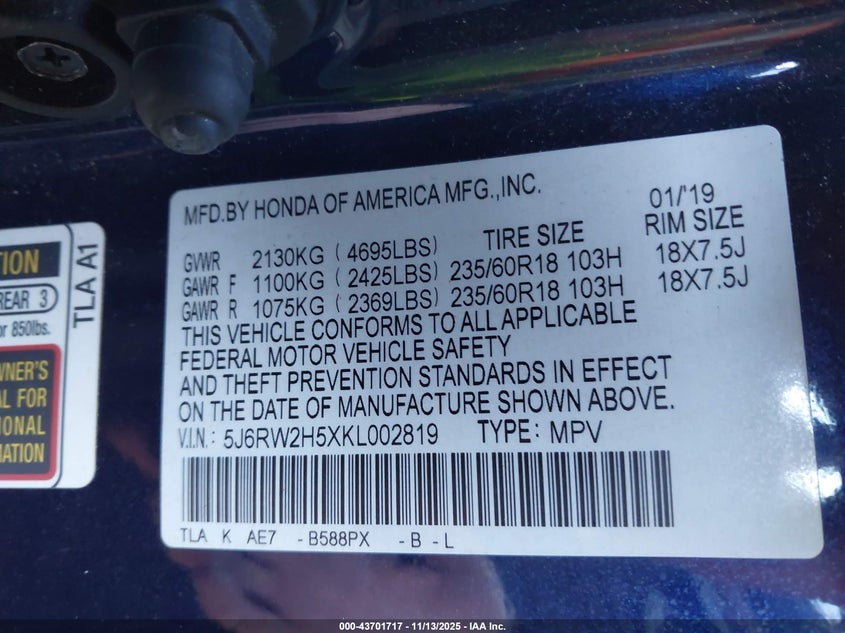 MFD.BY HONDA OF AMERICA MFG.,INC. 01/'19
TIRE SIZE RIM SIZE
GVWR 2130KG ( 4695LBS)
GAWR F 1100KG ( 2425LBS) 235/60R18 103H 18X7.5J
GAWR R 1075KG ( 2369LBS) 235/60R18 103H 18X7.5J
THIS VEHICLE CONFORMS TO ALL APPLICABLE
FEDERAL MOTOR VEHICLE SAFETY
AND THEFT PREVENTION STANDARDS IN EFFECT
ON THE DATE OF MANUFACTURE SHOWN ABOVE.
V.I.N.: 5J6RW2H5XKL002819 TYPE: MPV
TLA K AE7 -B588PX -B -L
TION
REAR 3
or 850lbs.
WNER'S
AL FOR
IONAL
MATION
TLA A1
000-43701717 - 11/13/2025 - IAA Inc.